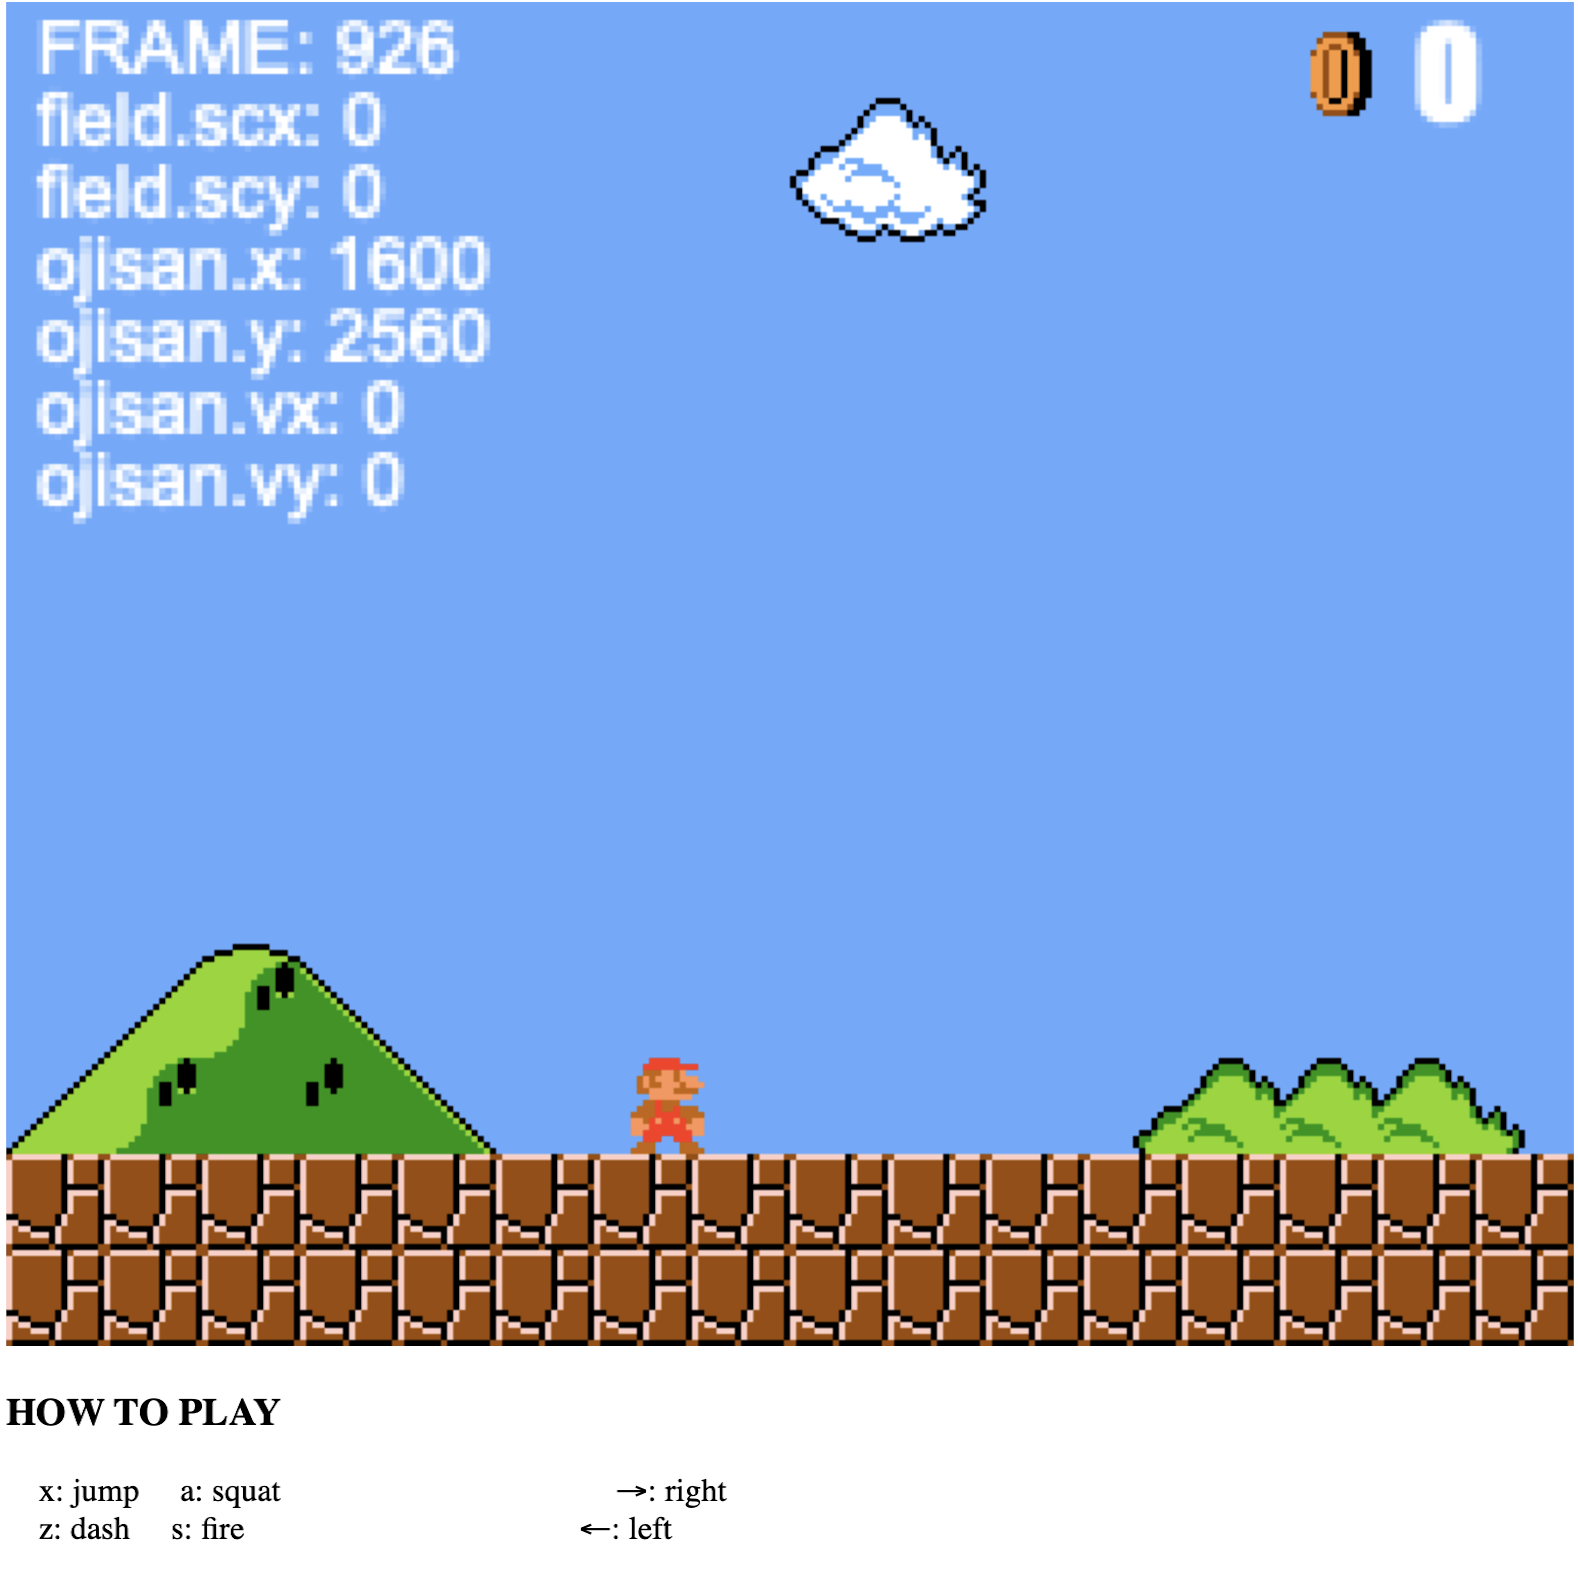 FRAME: 926
0
field.scx: 0
field.scy: 0
ojisan.x: 1600
ojisan.y: 2560
ojisan.vx: 0
ojisan.vy: 0
HOW TO PLAY
x: jump a: squat →: right
z: dash s: fire ←: left